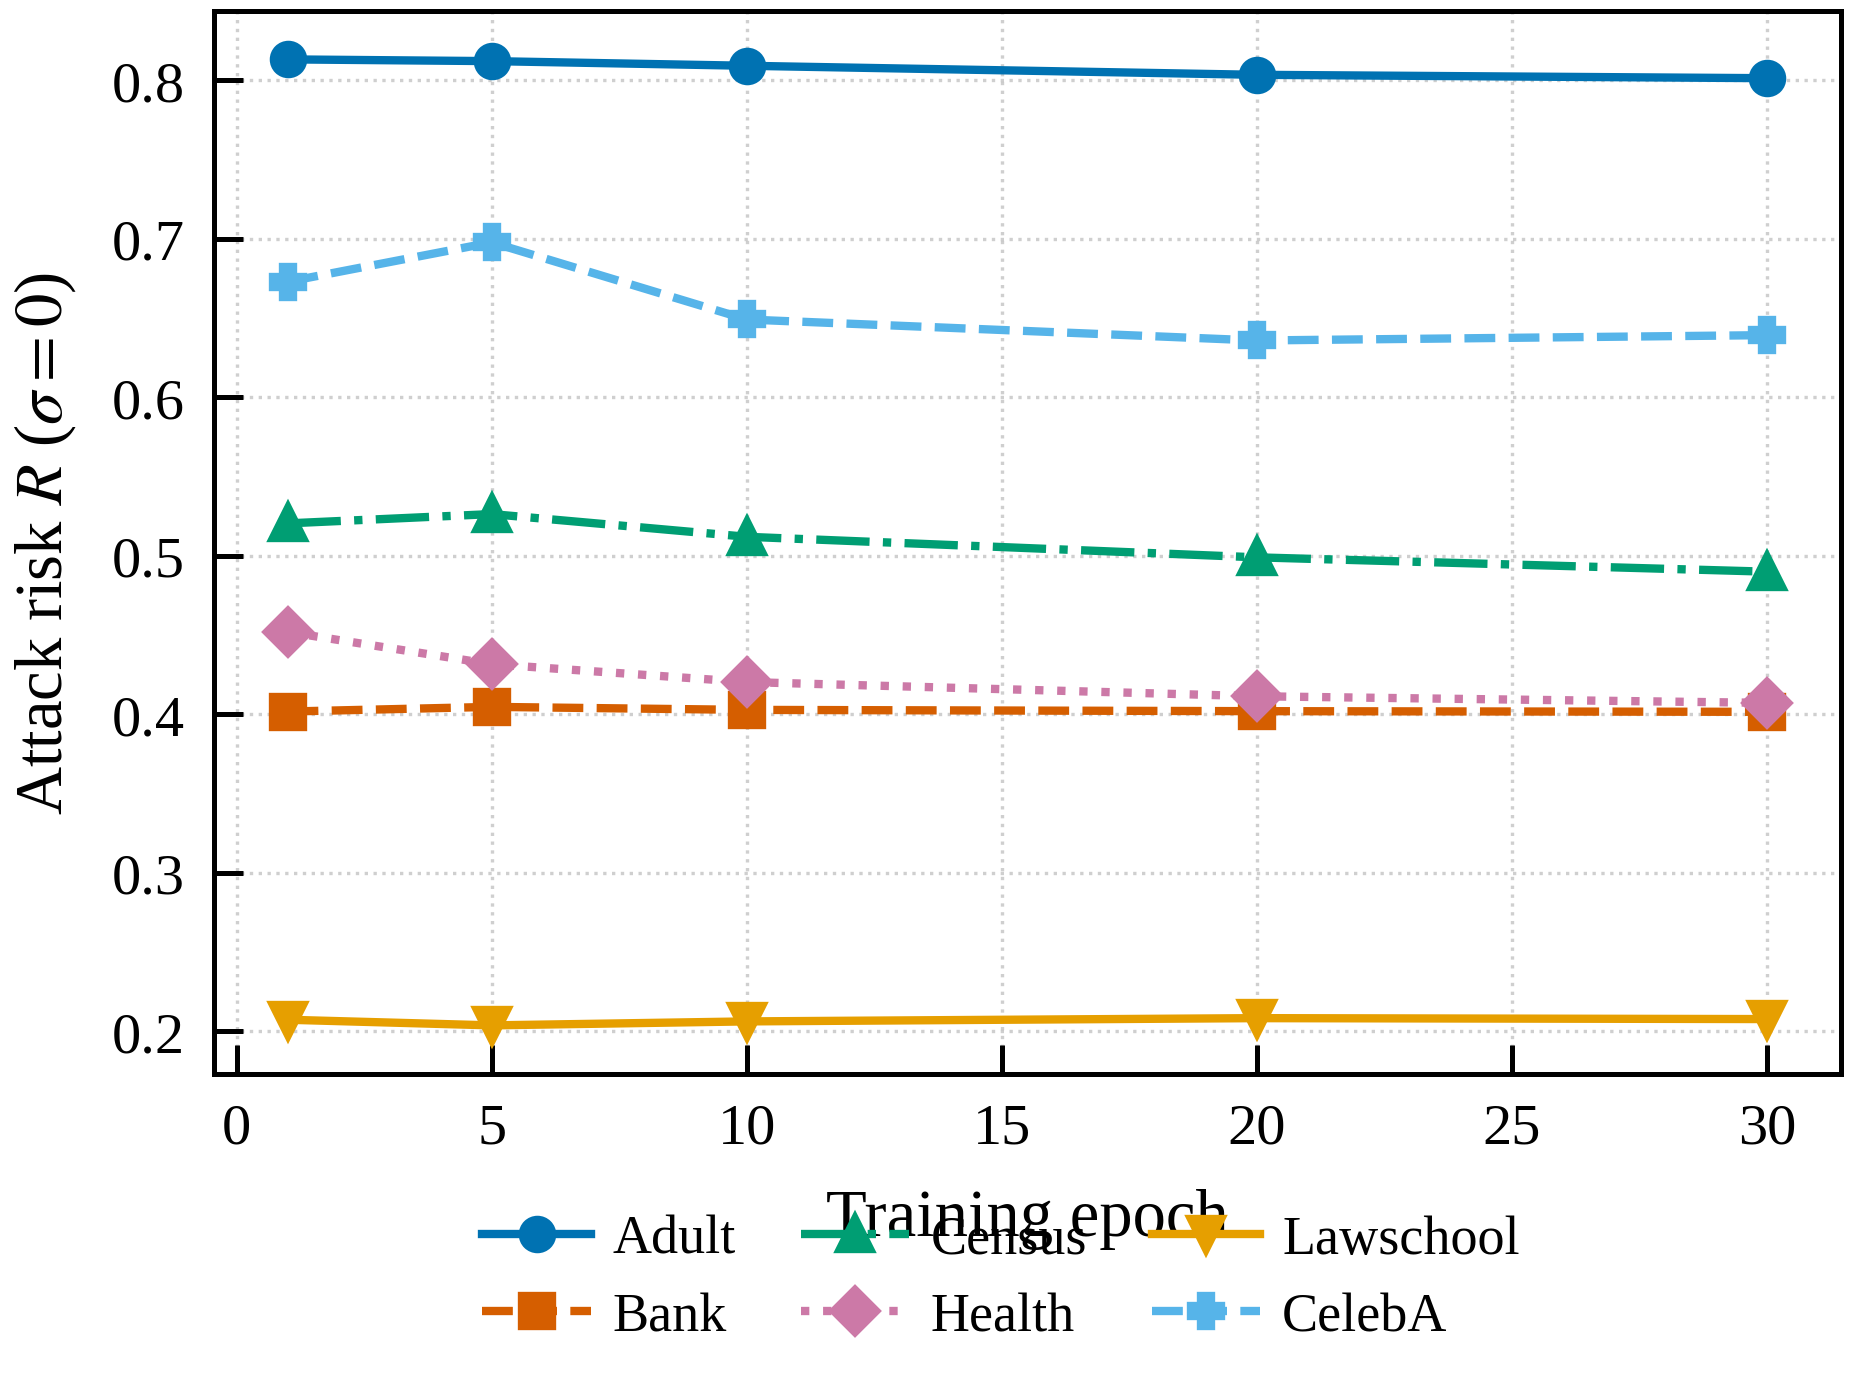 0.8
0.7
0.6
0.5
0.4
0.3
0.2
Attack risk R (σ = 0)
0 5 10 15 20 25 30
Training epoch
Adult Census Lawschool
Bank Health CelebA